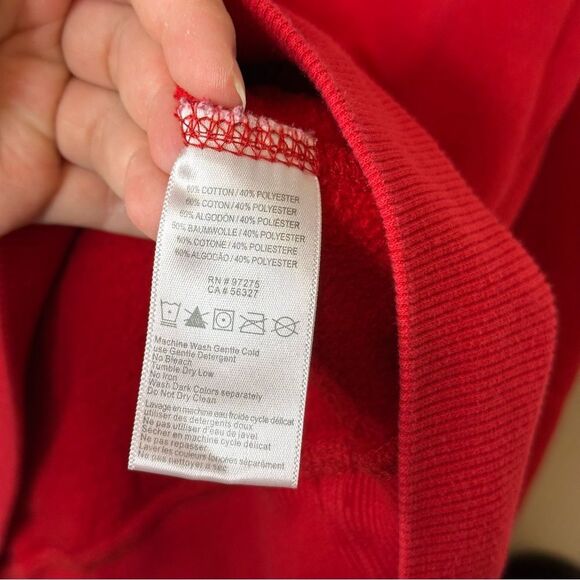 60% COTTON / 40% POLYESTER
60% COTON / 40% POLYESTER
60% ALGODÓN / 40% POLIÉSTER
60% BAUMWOLLE / 40% POLYESTER
60% COTONE / 40% POLIESTERE
60% ALGADÃO / 40% POLYESTER
RN # 97275
CA # 56327
Machine Wash Gentle Cold
use Gentle Detergent
No Bleach
Tumble Dry Low
No Iron
Wash Dark Colors separately
Do Not Dry Clean
Lavage en machine eau froide cycle délicat
utiliser des detergents doux.
Ne pas utiliser d'eau de javel
Sécher en machine cycle délicat
Ne pas repasser
Laver les couleurs foncées séparément
Ne pas nettoyer a sec